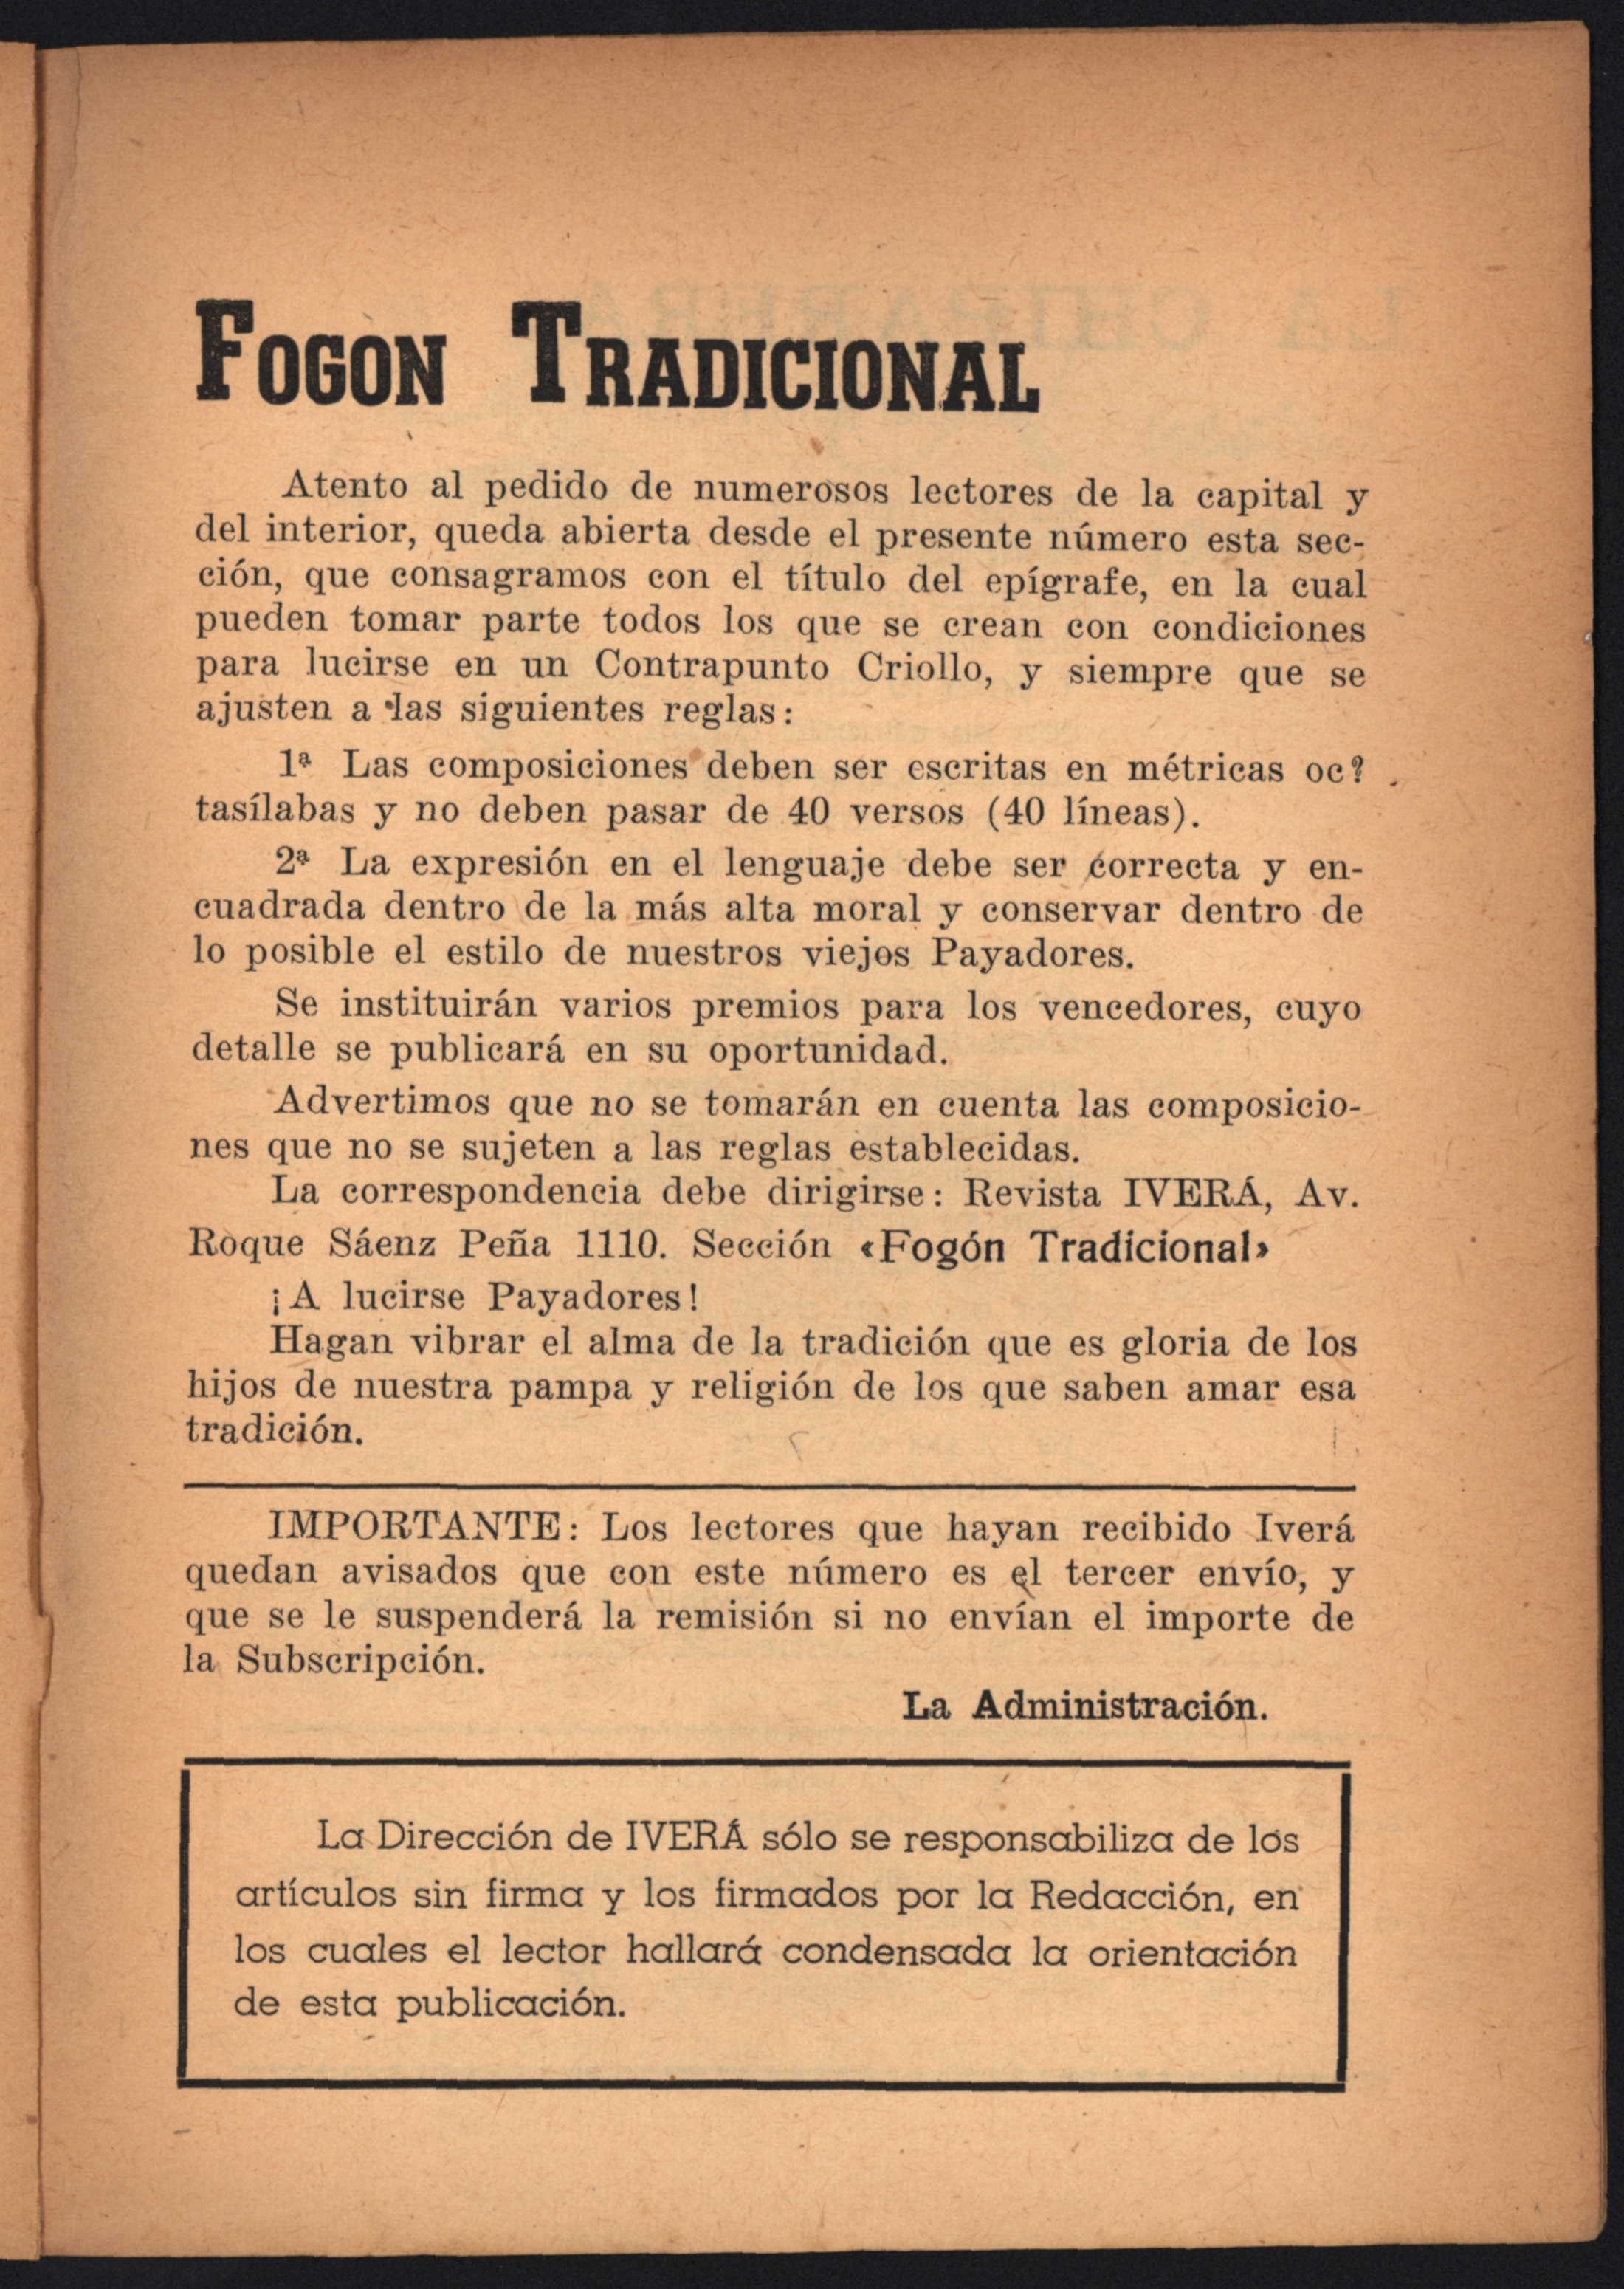 FOGON TRADICIONAL
Atento al pedido de numerosos lectores de la capital y
del interior, queda abierta desde el presente número esta sec-
ción, que consagramos con el título del epígrafe, en la cual
pueden tomar parte todos los que se crean con condiciones
para lucirse en un Contrapunto Criollo, y siempre que se
ajusten a las siguientes reglas:
1ª Las composiciones deben ser escritas en métricas oc?
tasílabas y no deben pasar de 40 versos (40 líneas).
2ª La expresión en el lenguaje debe ser correcta y en-
cuadrada dentro de la más alta moral y conservar dentro de
lo posible el estilo de nuestros viejos Payadores.
Se instituirán varios premios para los vencedores, cuyo
detalle se publicará en su oportunidad.
Advertimos que no se tomarán en cuenta las composicio-
nes que no se sujeten a las reglas establecidas.
La correspondencia debe dirigirse: Revista IVERÁ, Av.
Roque Sáenz Peña 1110. Sección «Fogón Tradicional»
¡A lucirse Payadores!
Hagan vibrar el alma de la tradición que es gloria de los
hijos de nuestra pampa y religión de los que saben amar esa
tradición.
IMPORTANTE: Los lectores que hayan recibido Iverá
quedan avisados que con este número es el tercer envío, y
que se le suspenderá la remisión si no envían el importe de
la Subscripción.
La Administración.
La Dirección de IVERÁ sólo se responsabiliza de los
artículos sin firma y los firmados por la Redacción, en
los cuales el lector hallará condensada la orientación
de esta publicación.